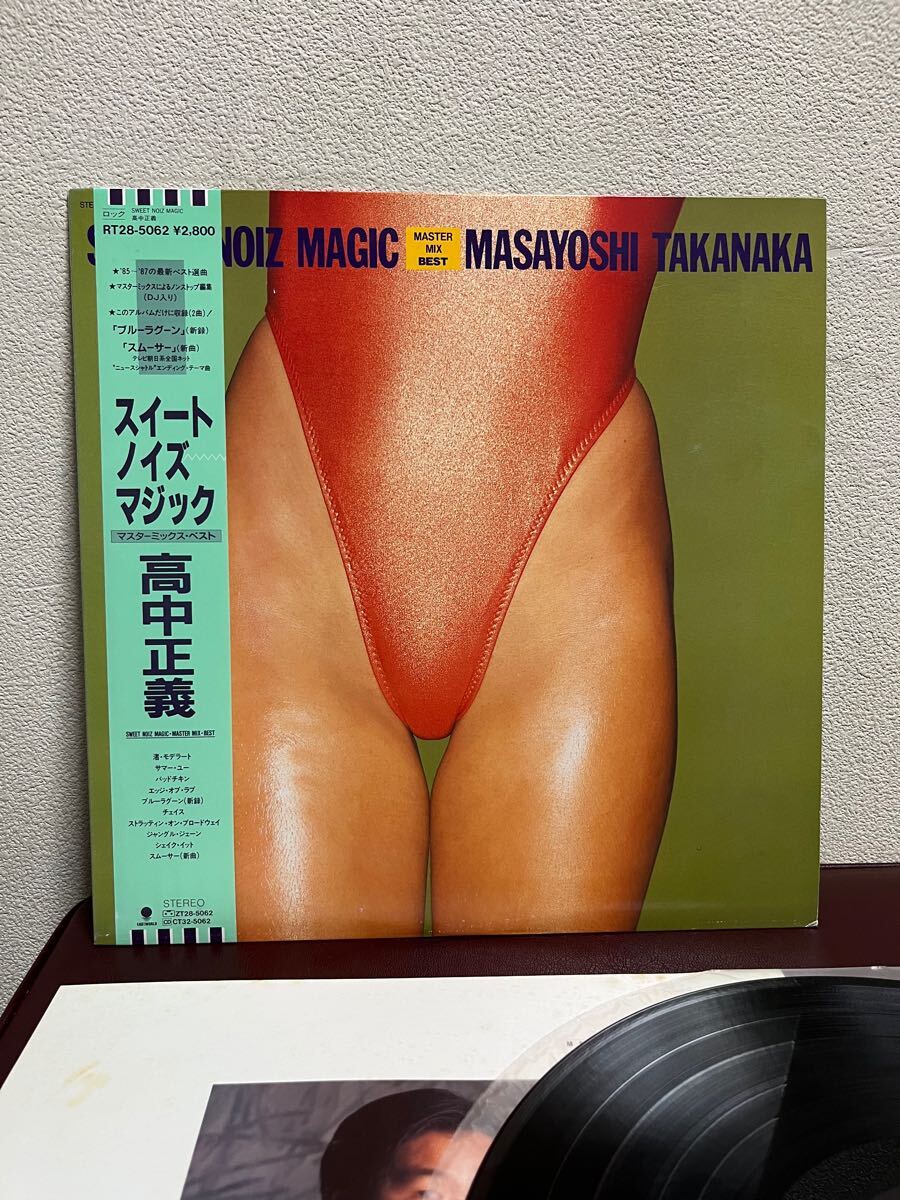 STE
S NOIZ MAGIC MASTER MIX BEST MASAYOSHI TAKANAKA
ロック SWEET NOIZ MAGIC
高中正義
RT28-5062 ¥2,800
★'85~'87の最新ベスト選曲
★マスターミックスによるノンストップ編集
(DJ入り)
★このアルバムだけに収録(2曲)!
「ブルーラグーン」(新録)
「スムーサー」(新曲)
テレビ朝日系全国ネット
"ニュースシャトル"エンディング・テーマ曲
スイート
ノイズ
マジック
マスターミックス・ベスト
高中正義
SWEET NOIZ MAGIC・MASTER MIX・BEST
渚・モデラート
サマー・ユー
バッドチキン
エッジ・オブ・ラブ
ブルーラグーン(新録)
チェイス
ストラッティン・オン・ブロードウェイ
ジャングル・ジェーン
シェイク・イット
スムーサー(新曲)
STEREO
ZT28-5062
CD CT32-5062
EASTWORLD